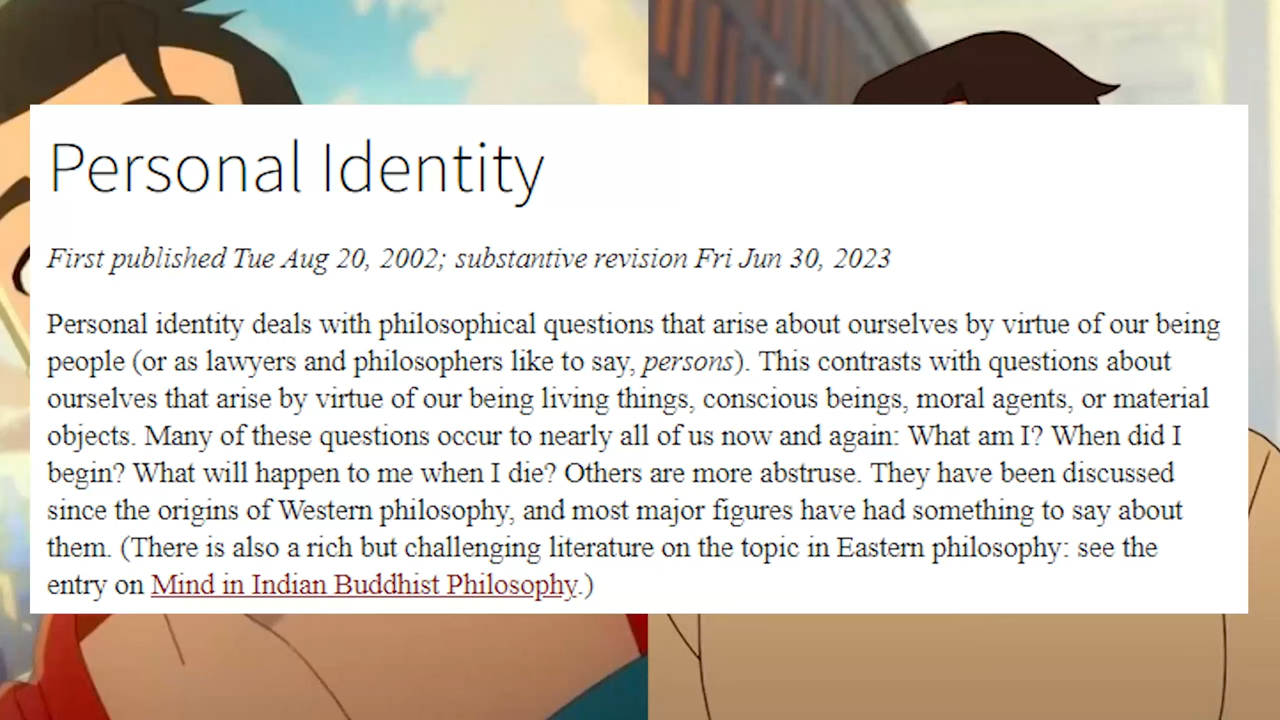 Personal Identity
First published Tue Aug 20, 2002; substantive revision Fri Jun 30, 2023
Personal identity deals with philosophical questions that arise about ourselves by virtue of our being
people (or as lawyers and philosophers like to say, persons). This contrasts with questions about
ourselves that arise by virtue of our being living things, conscious beings, moral agents, or material
objects. Many of these questions occur to nearly all of us now and again: What am I? When did I
begin? What will happen to me when I die? Others are more abstruse. They have been discussed
since the origins of Western philosophy, and most major figures have had something to say about
them. (There is also a rich but challenging literature on the topic in Eastern philosophy: see the
entry on Mind in Indian Buddhist Philosophy.)